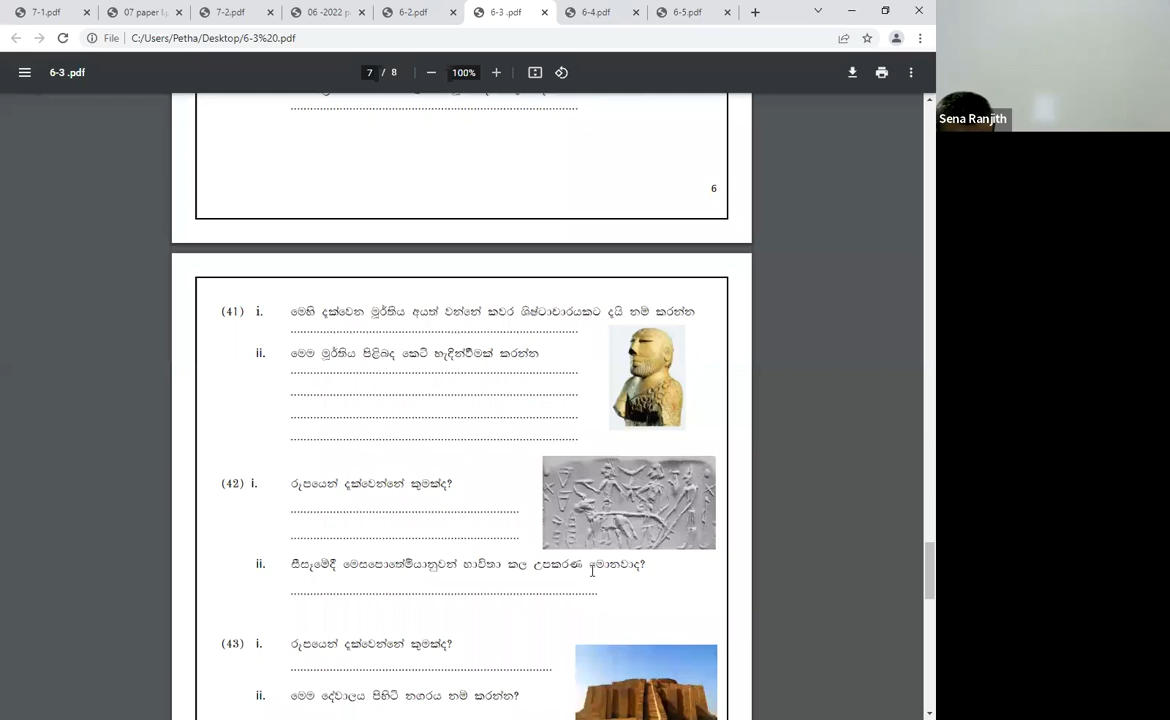 7-1.pdf
07 paper I.p
7-2.pdf
06 -2022 p
6-2.pdf
6-3 .pdf
6-4.pdf
6-5.pdf
File C:/Users/Petha/Desktop/6-3%20.pdf
6-3 .pdf
7 / 8
100%
Sena Ranjith
6
(41) i. මෙහි දැක්වෙන මූර්තිය අයත් වන්නේ කවර ශිෂ්ටාචාරයකට දැයි නම් කරන්න
ii. මෙම මූර්තිය පිළිබඳ කෙටි හැදින්වීමක් කරන්න
(42) i. රූපයෙන් දැක්වෙන්නේ කුමක්ද?
ii. සීසෑමේදී මෙසපොතේමියානුවන් භාවිතා කල උපකරණ මොනවාද?
(43) i. රූපයෙන් දැක්වෙන්නේ කුමක්ද?
ii. මෙම දේවාලය පිහිටි නගරය නම් කරන්න?